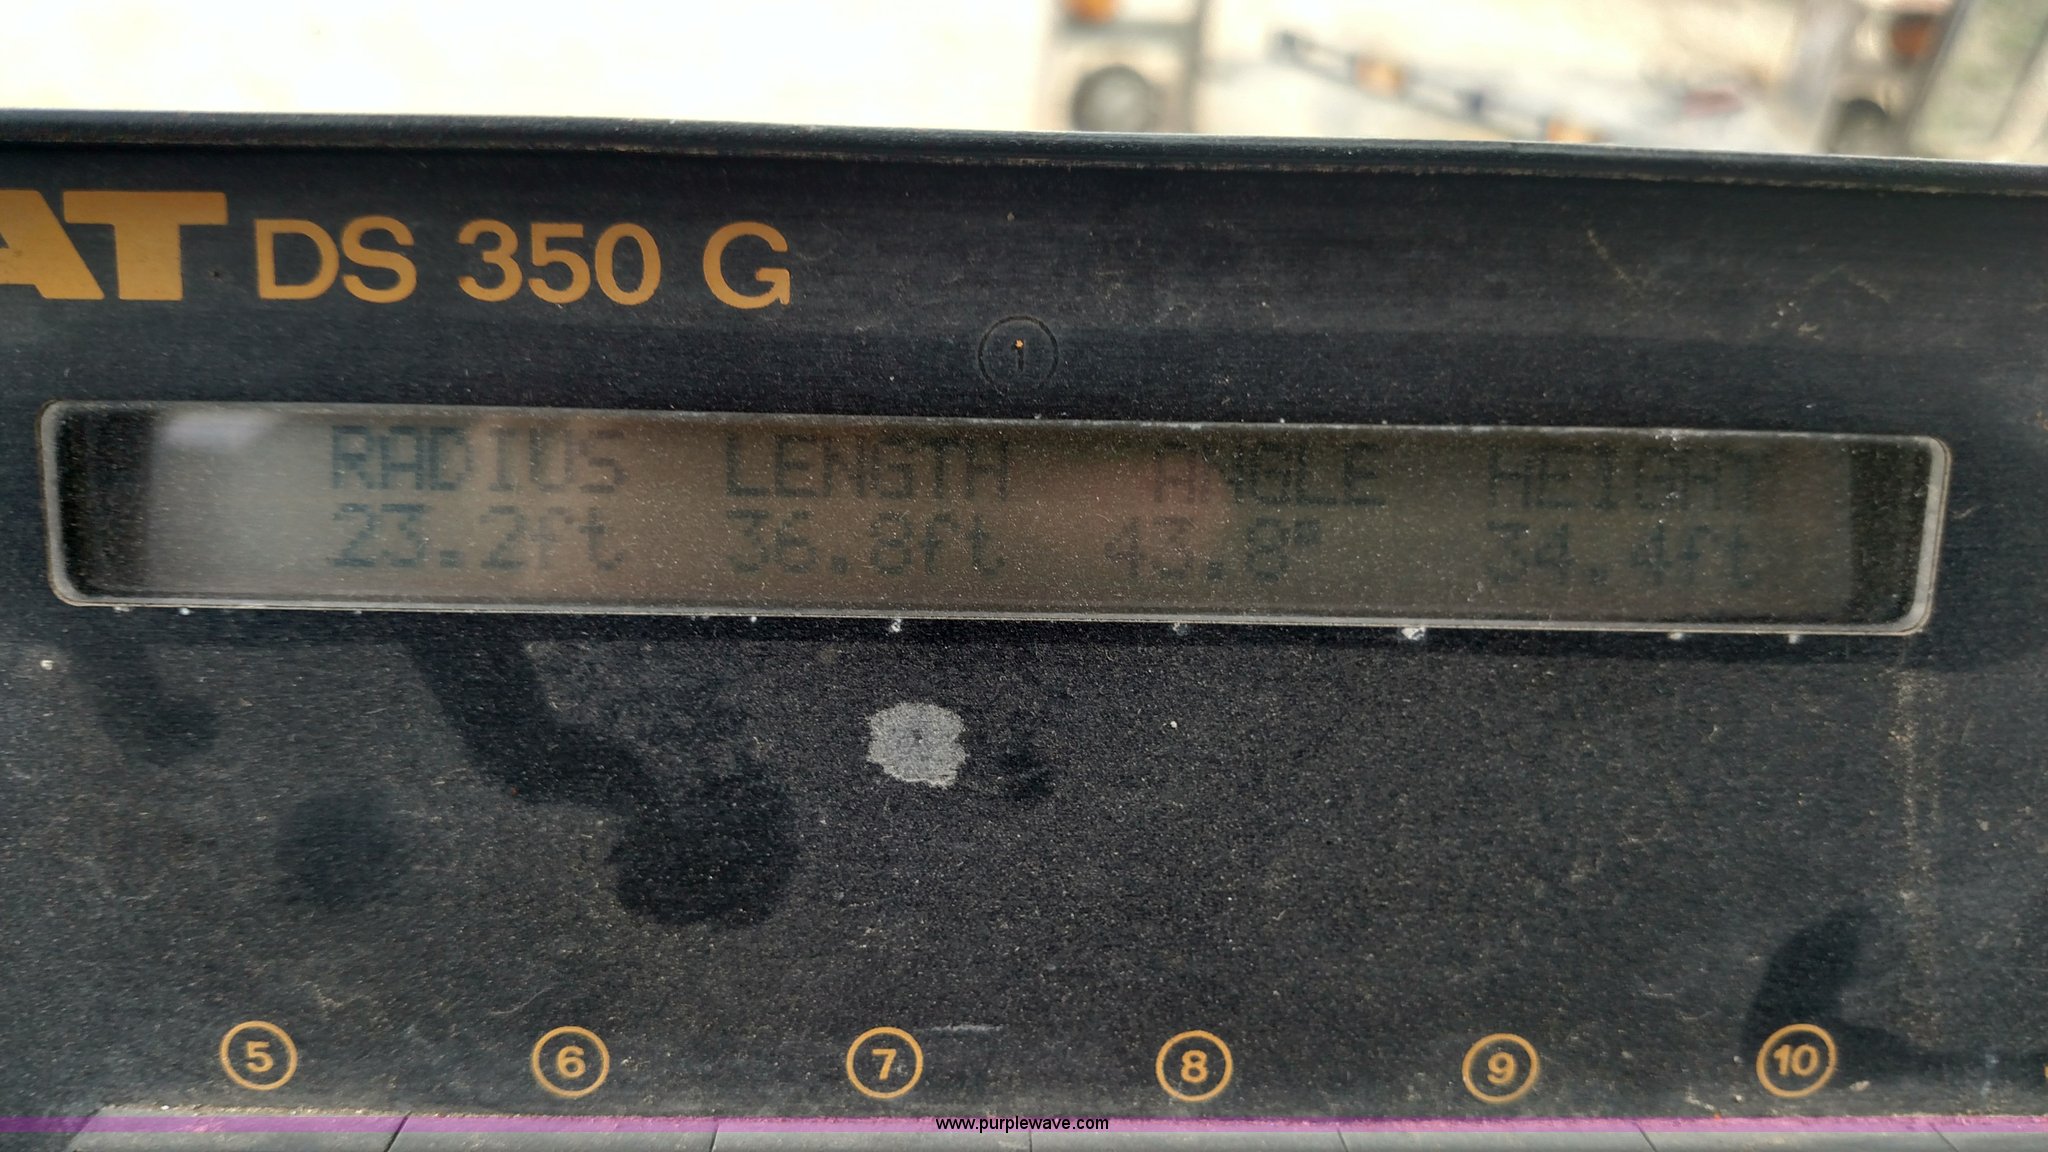 AT DS 350 G
1
RADIUS LENGTH ANGLE HEIGHT
23.2ft 36.8ft 43.8° 34.4ft
5 6 7 8 9 10
www.purplewave.com